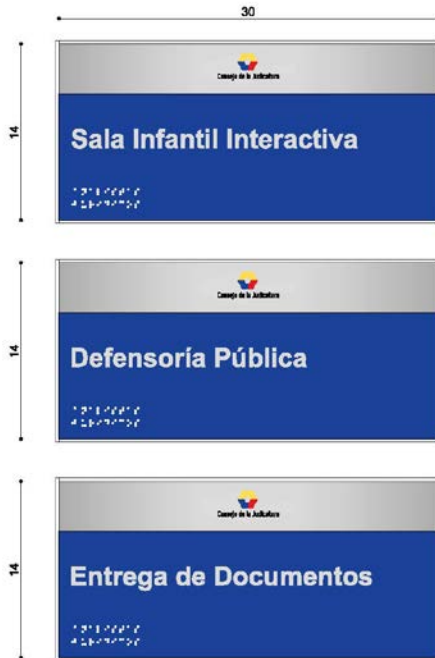 30
14
Consejo de la Judicatura
Sala Infantil Interactiva
14
Consejo de la Judicatura
Defensoría Pública
14
Consejo de la Judicatura
Entrega de Documentos